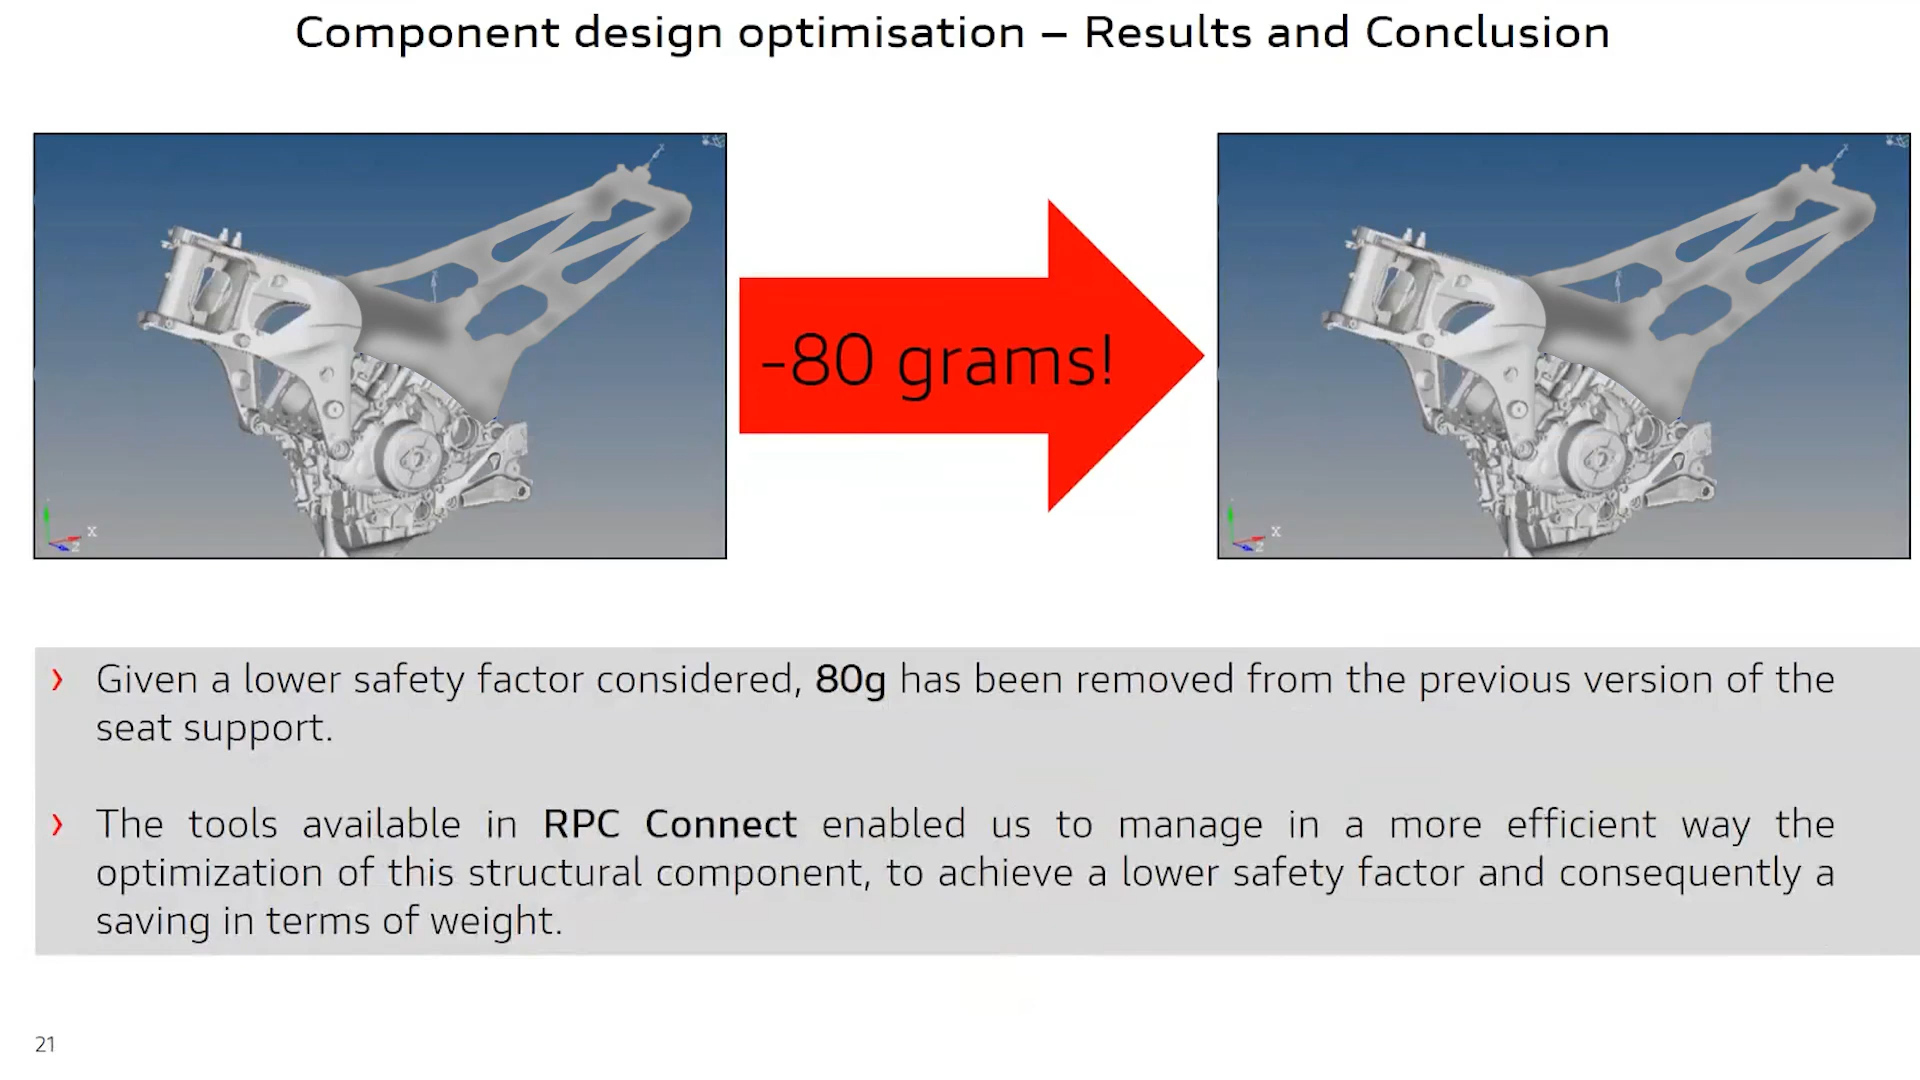 Component design optimisation – Results and Conclusion
-80 grams!
X
Z
X
Z
› Given a lower safety factor considered, 80g has been removed from the previous version of the
seat support.
› The tools available in RPC Connect enabled us to manage in a more efficient way the
optimization of this structural component, to achieve a lower safety factor and consequently a
saving in terms of weight.
21